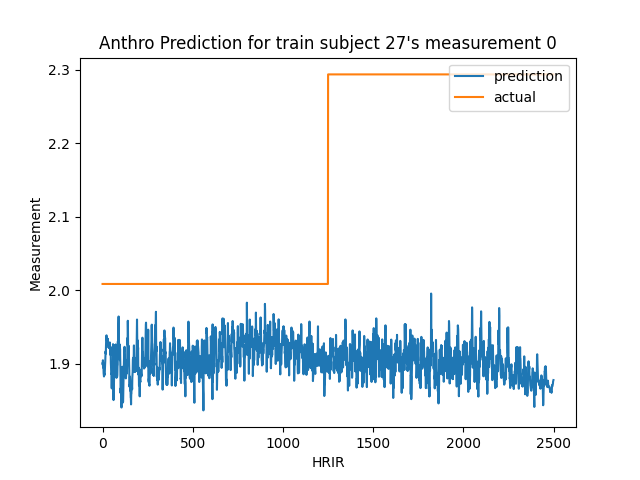 Anthro Prediction for train subject 27's measurement 0
prediction
actual
2.3
2.2
2.1
2.0
1.9
Measurement
0
500
1000
1500
2000
2500
HRIR